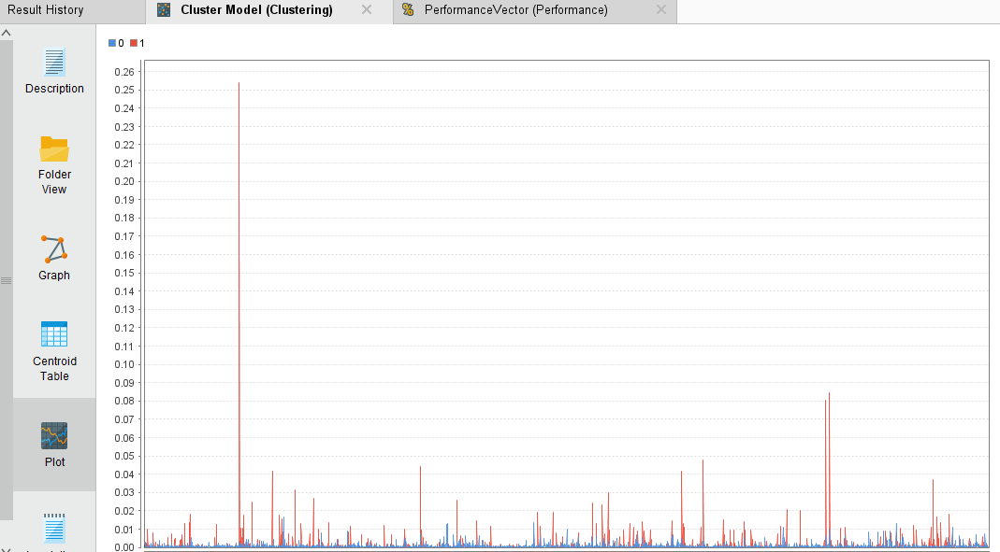 Result History
Cluster Model (Clustering)
PerformanceVector (Performance)
Description
Folder
View
Graph
Centroid
Table
Plot
0 1
0.26
0.25
0.24
0.23
0.22
0.21
0.20
0.19
0.18
0.17
0.16
0.15
0.14
0.13
0.12
0.11
0.10
0.09
0.08
0.07
0.06
0.05
0.04
0.03
0.02
0.01
0.00